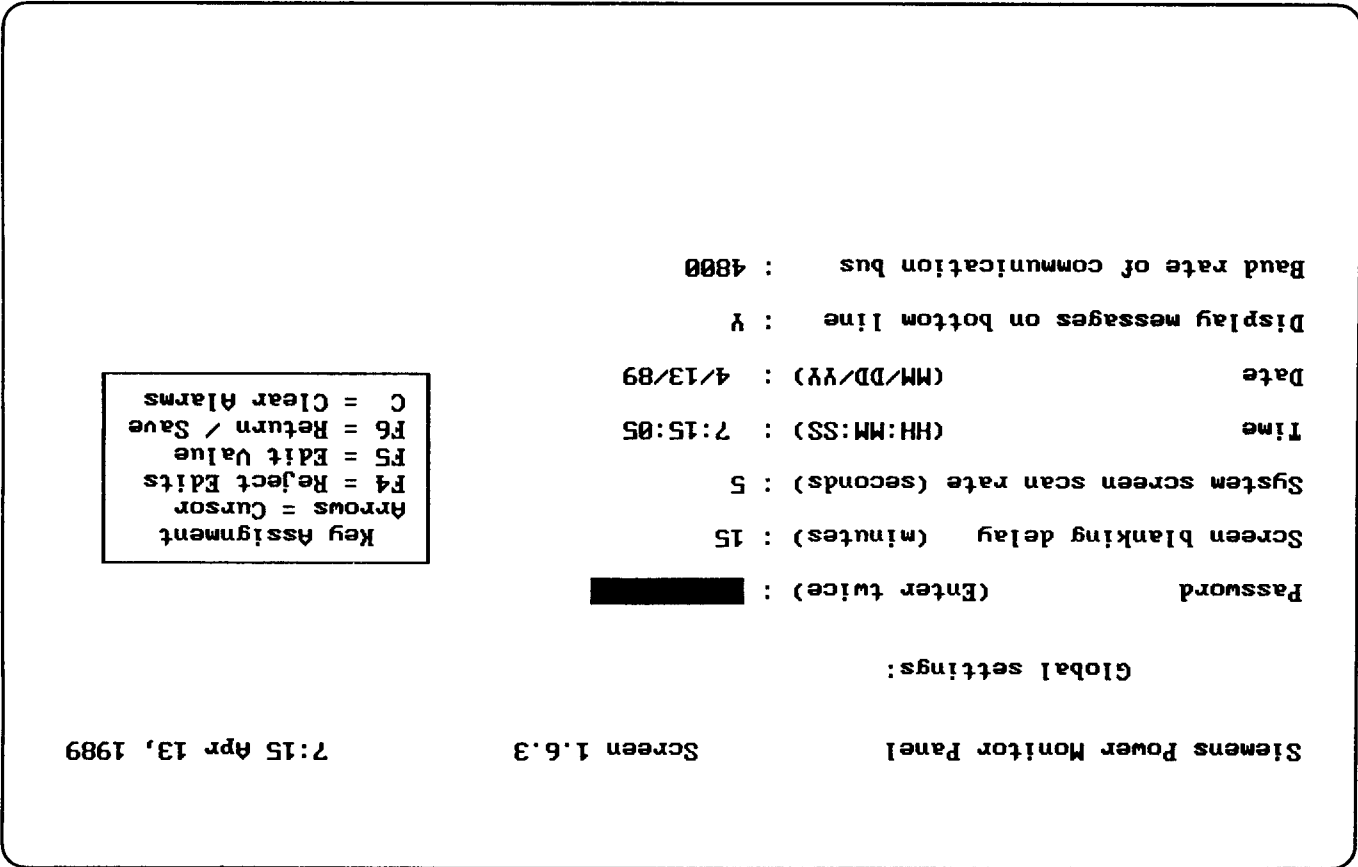 Siemens Power Monitor Panel Screen 1.6.3 7:15 Apr 13, 1989
Global settings:
Password (Enter twice) :
Screen blanking delay (minutes) : 15
System screen scan rate (seconds) : 5
Time (HH:MM:SS) : 7:15:05
Date (MM/DD/YY) : 4/13/89
Display messages on bottom line : Y
Baud rate of communication bus : 4800
Key Assignment
Arrows = Cursor
F4 = Reject Edits
F5 = Edit Value
F6 = Return / Save
C = Clear Alarms